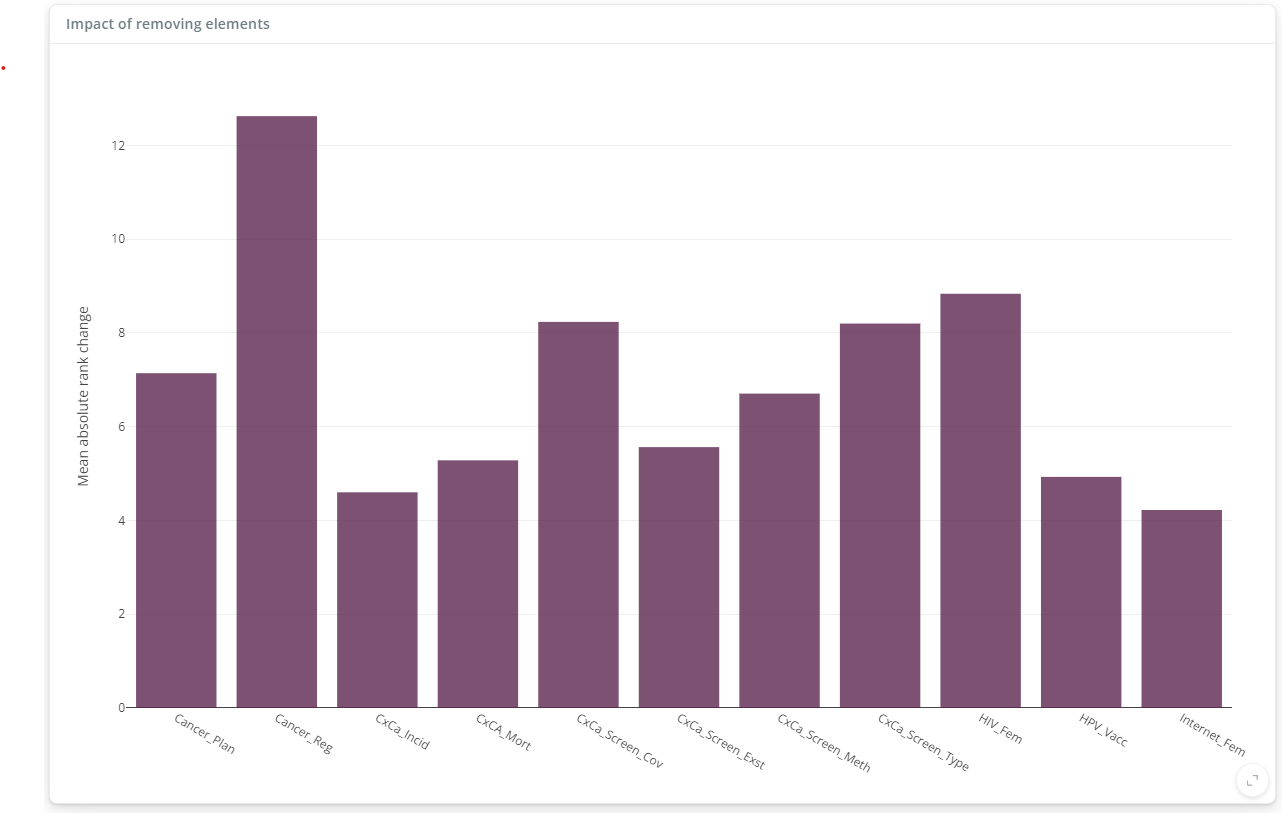 Impact of removing elements
12
10
8
6
4
2
0
Mean absolute rank change
Cancer_Plan
Cancer_Reg
CxCa_Incid
CxCA_Mort
CxCa_Screen_Cov
CxCa_Screen_Exst
CxCa_Screen_Meth
CxCa_Screen_Type
HIV_Fem
HPV_Vacc
Internet_Fem